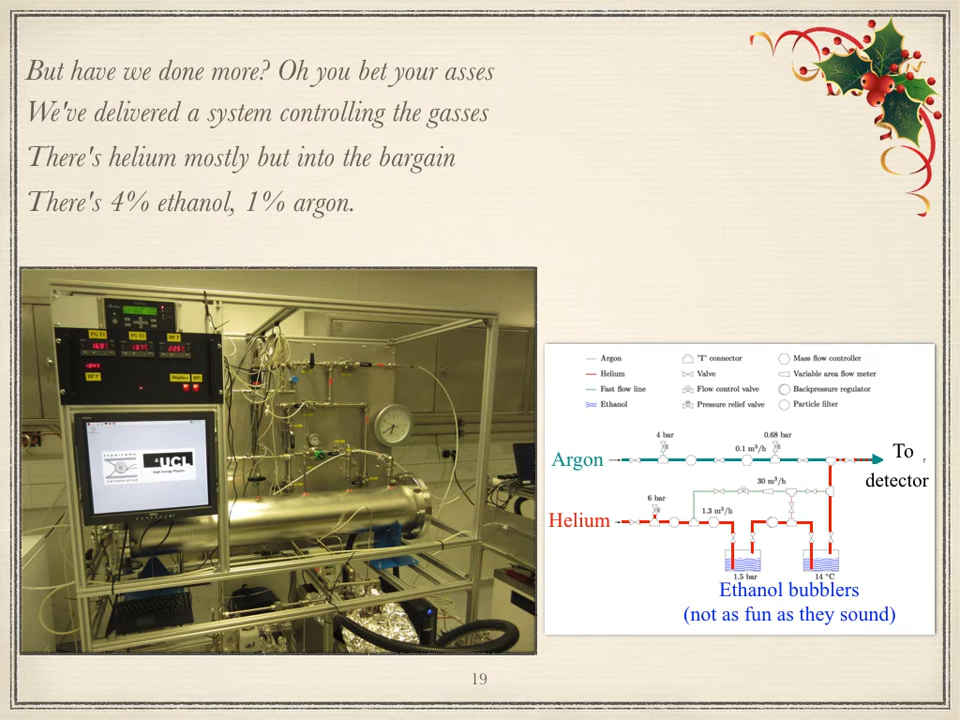 But have we done more? Oh you bet your asses
We've delivered a system controlling the gasses
There's helium mostly but into the bargain
There's 4% ethanol, 1% argon.
UCL
High Energy Physics
Argon
Helium
Fast flow line
Ethanol
'T' connector
Valve
Flow control valve
Pressure relief valve
Mass flow controller
Variable area flow meter
Backpressure regulator
Particle filter
4 bar
0.1 m³/h
0.68 bar
Argon
To
detector
r
30 m³/h
6 bar
1.3 m³/h
Helium
1.5 bar
14 °C
Ethanol bubblers
(not as fun as they sound)
19